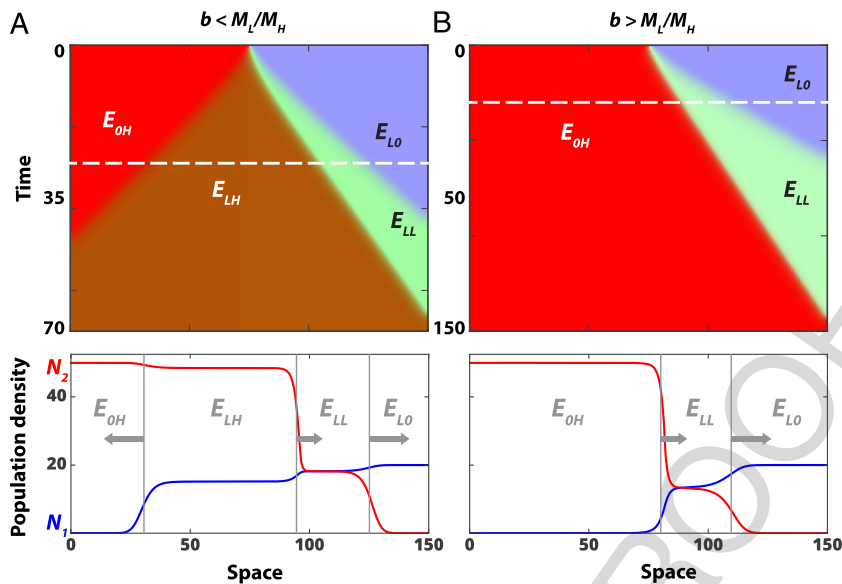 A
b < M_L/M_H
B
b > M_L/M_H
0
E_0H
E_L0
Time
35
E_LH
E_LL
70
0
E_L0
E_0H
50
E_LL
150
Population density
N_2
40
E_0H
E_LH
E_LL
E_L0
20
N_1
0
50
100
150
Space
E_0H
E_LL
E_L0
0
50
100
150
Space
ROOF